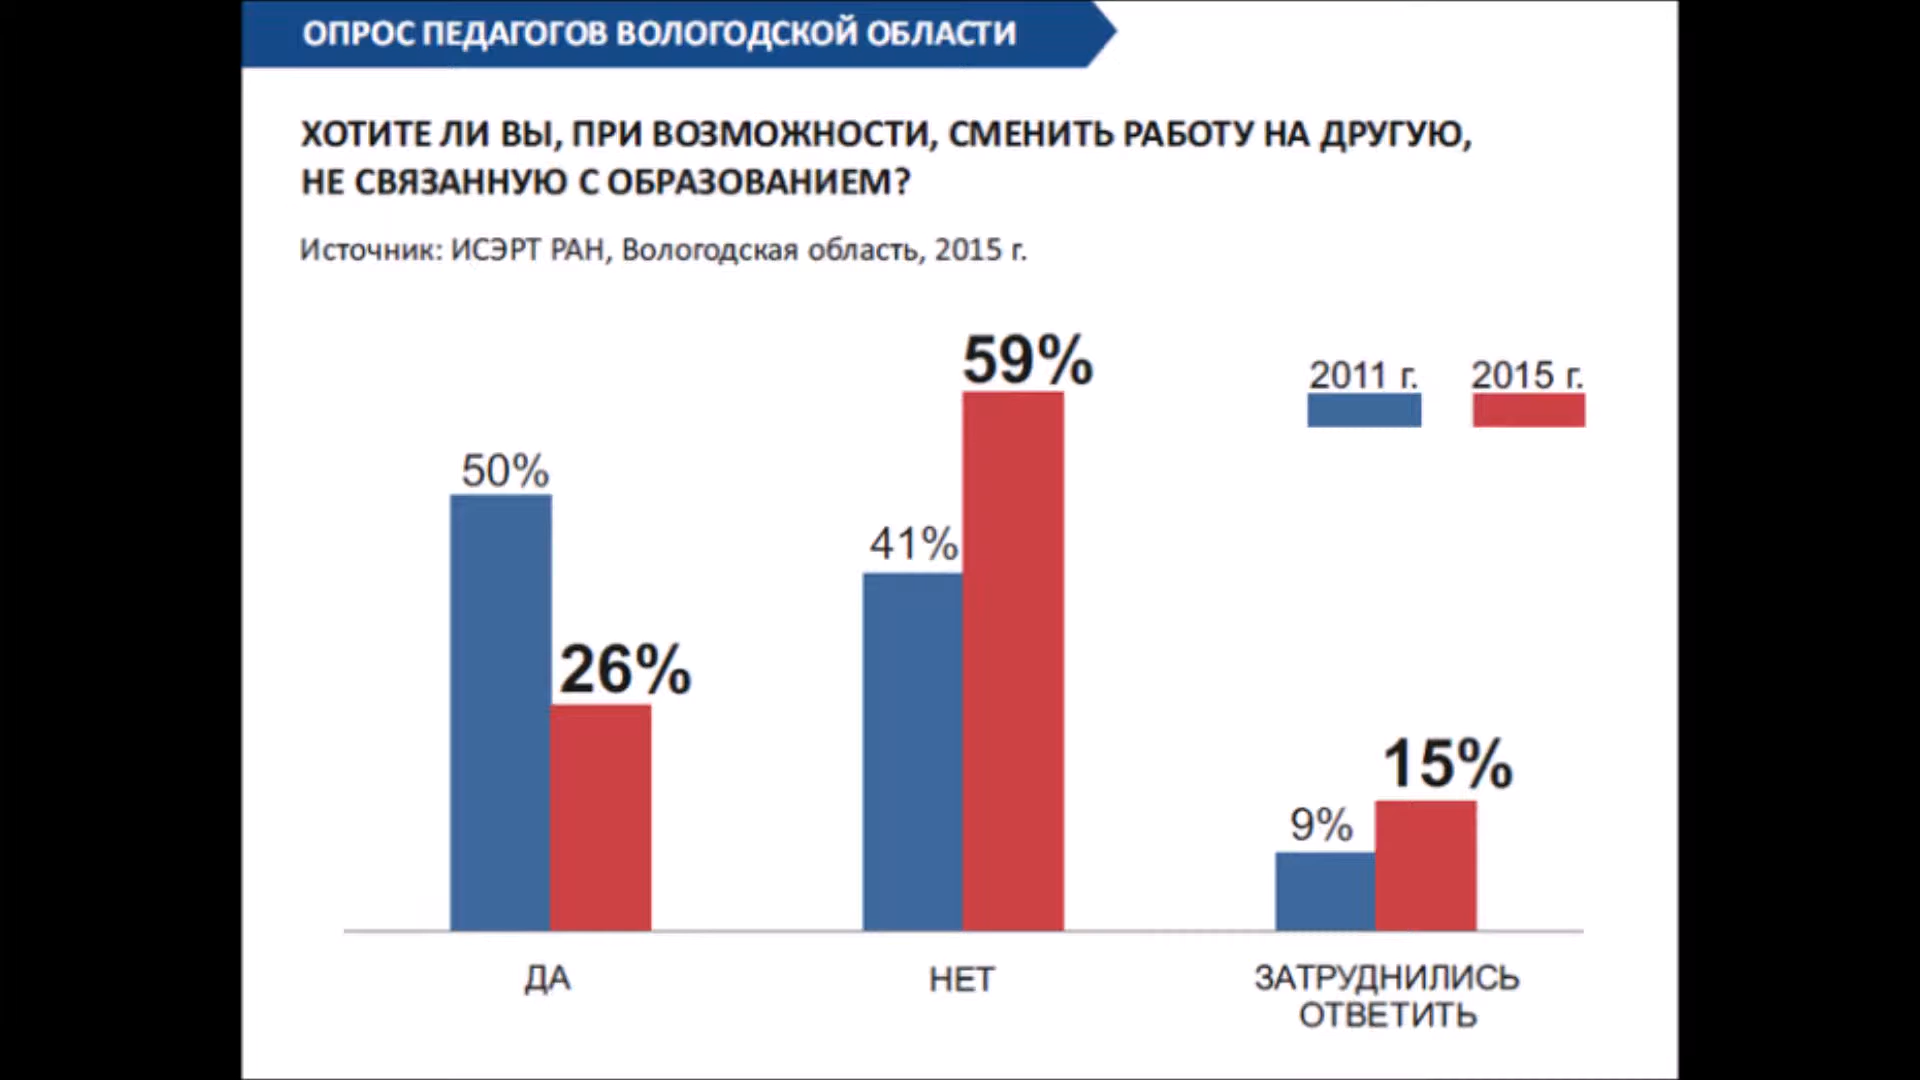 ОПРОС ПЕДАГОГОВ ВОЛОГОДСКОЙ ОБЛАСТИ
ХОТИТЕ ЛИ ВЫ, ПРИ ВОЗМОЖНОСТИ, СМЕНИТЬ РАБОТУ НА ДРУГУЮ,
НЕ СВЯЗАННУЮ С ОБРАЗОВАНИЕМ?
Источник: ИСЭРТ РАН, Вологодская область, 2015 г.
2011 г. 2015 г.
50% 26%
41% 59%
9% 15%
ДА
НЕТ
ЗАТРУДНИЛИСЬ
ОТВЕТИТЬ